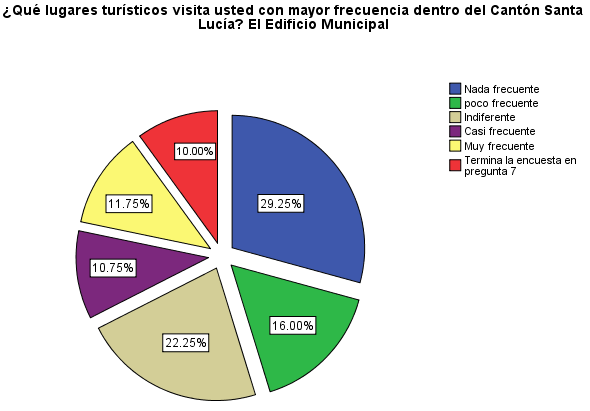 ¿Qué lugares turísticos visita usted con mayor frecuencia dentro del Cantón Santa
Lucía? El Edificio Municipal
Nada frecuente
poco frecuente
Indiferente
Casi frecuente
Muy frecuente
Termina la encuesta en
pregunta 7
10.00%
29.25%
11.75%
10.75%
16.00%
22.25%